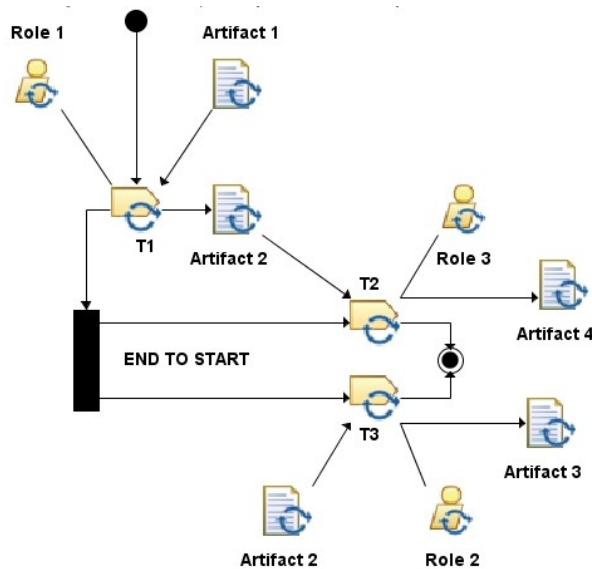 Role 1
Artifact 1
T1
Artifact 2
Role 3
T2
Artifact 4
END TO START
T3
Artifact 3
Artifact 2
Role 2